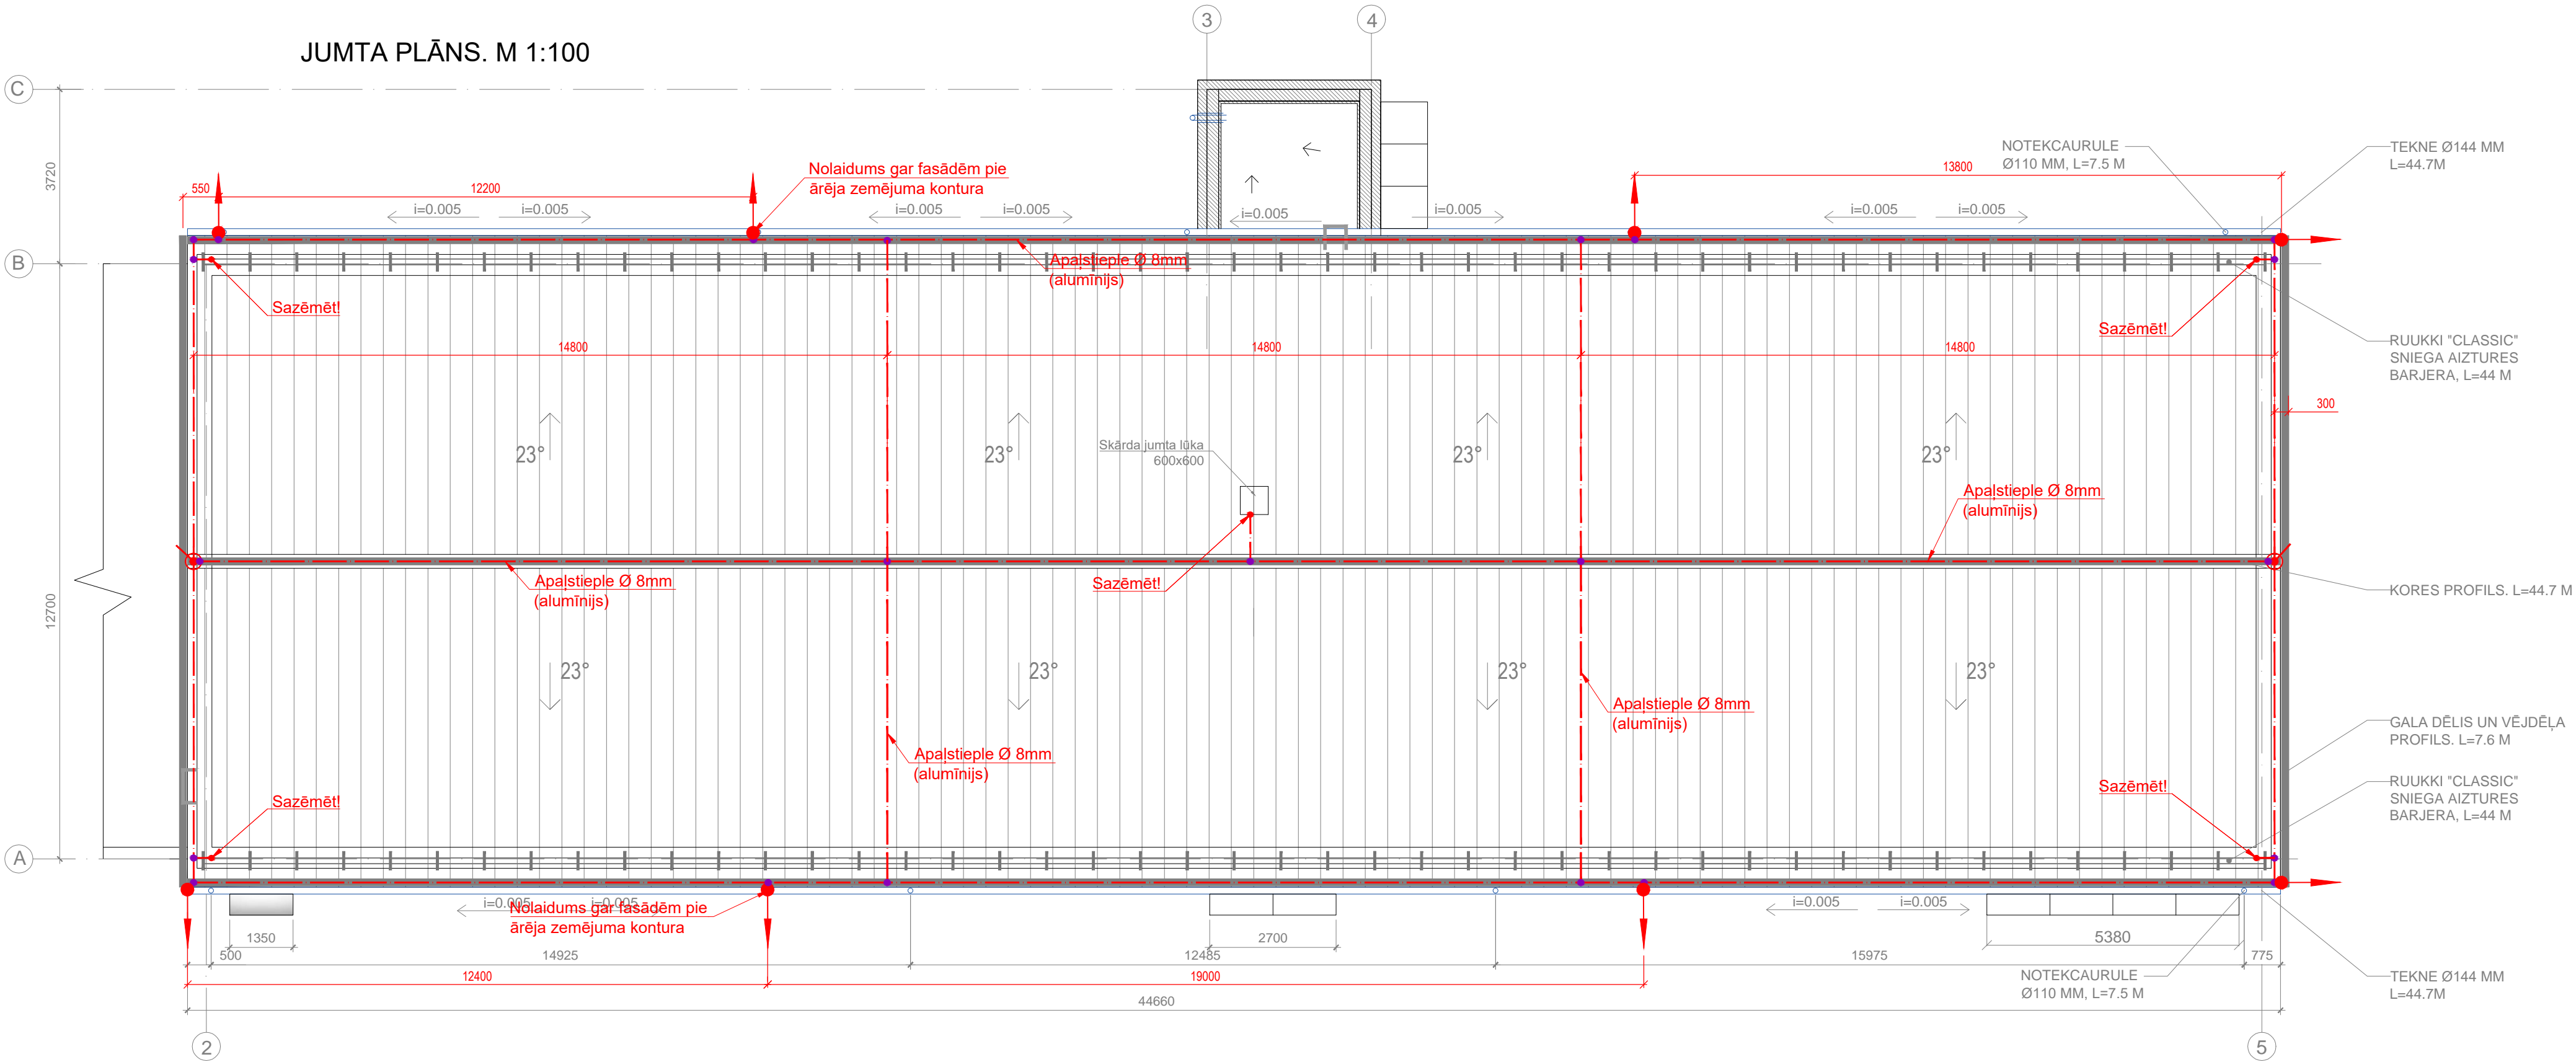 3
4
JUMTA PLĀNS. M 1:100
C
3720
NOTEKCAURULE
Ø110 MM, L=7.5 M
TEKNE Ø144 MM
L=44.7M
Nolaidums gar fasādēm pie
ārēja zemējuma kontura
550
12200
13800
i=0.005
i=0.005
i=0.005
i=0.005
i=0.005
i=0.005
i=0.005
i=0.005
B
Apaļstieple Ø 8mm
(alumīnijs)
Sazēmēt!
Sazēmēt!
RUUKKI "CLASSIC"
SNIEGA AIZTURES
BARJERA, L=44 M
14800
14800
14800
300
23°
23°
23°
23°
Skārda jumta lūka
600x600
Apaļstieple Ø 8mm
(alumīnijs)
12700
Apaļstieple Ø 8mm
(alumīnijs)
Sazēmēt!
KORES PROFILS. L=44.7 M
23°
23°
23°
23°
Apaļstieple Ø 8mm
(alumīnijs)
GALA DĒLIS UN VĒJDĒĻA
PROFILS. L=7.6 M
Apaļstieple Ø 8mm
(alumīnijs)
Sazēmēt!
Sazēmēt!
RUUKKI "CLASSIC"
SNIEGA AIZTURES
BARJERA, L=44 M
A
i=0.005
i=0.005
Nolaidums gar fasādēm pie
ārēja zemējuma kontura
i=0.005
i=0.005
1350
2700
5380
500
14925
12485
15975
775
12400
19000
NOTEKCAURULE
Ø110 MM, L=7.5 M
TEKNE Ø144 MM
L=44.7M
44660
2
5